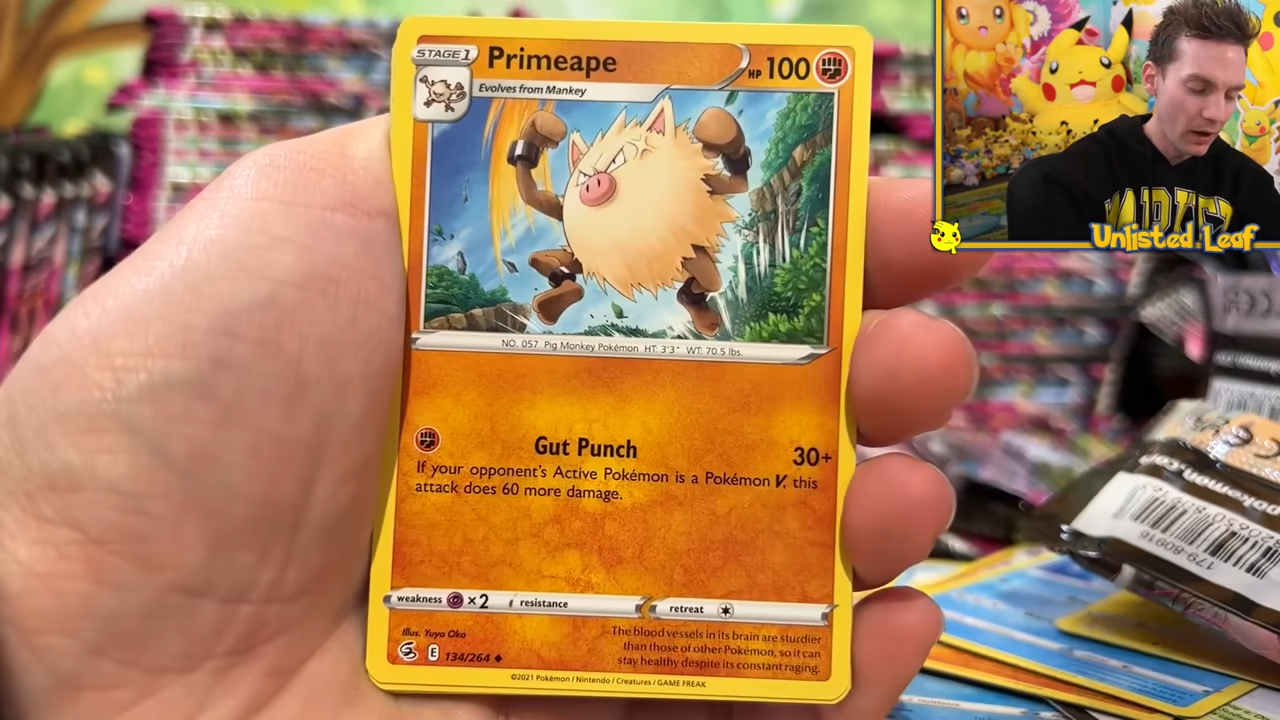 STAGE 1
Primeape
HP 100
Evolves from Mankey
NO. 057 Pig Monkey Pokémon HT: 3'3" WT: 70.5 lbs.
Gut Punch 30+
If your opponent's Active Pokémon is a Pokémon V, this
attack does 60 more damage.
weakness ×2 resistance retreat
Illus. Yuya Oka
E 134/264
The blood vessels in its brain are sturdier
than those of other Pokémon, so it can
stay healthy despite its constant raging.
©2021 Pokémon / Nintendo / Creatures / GAME FREAK
Unlisted Leaf
179-80916